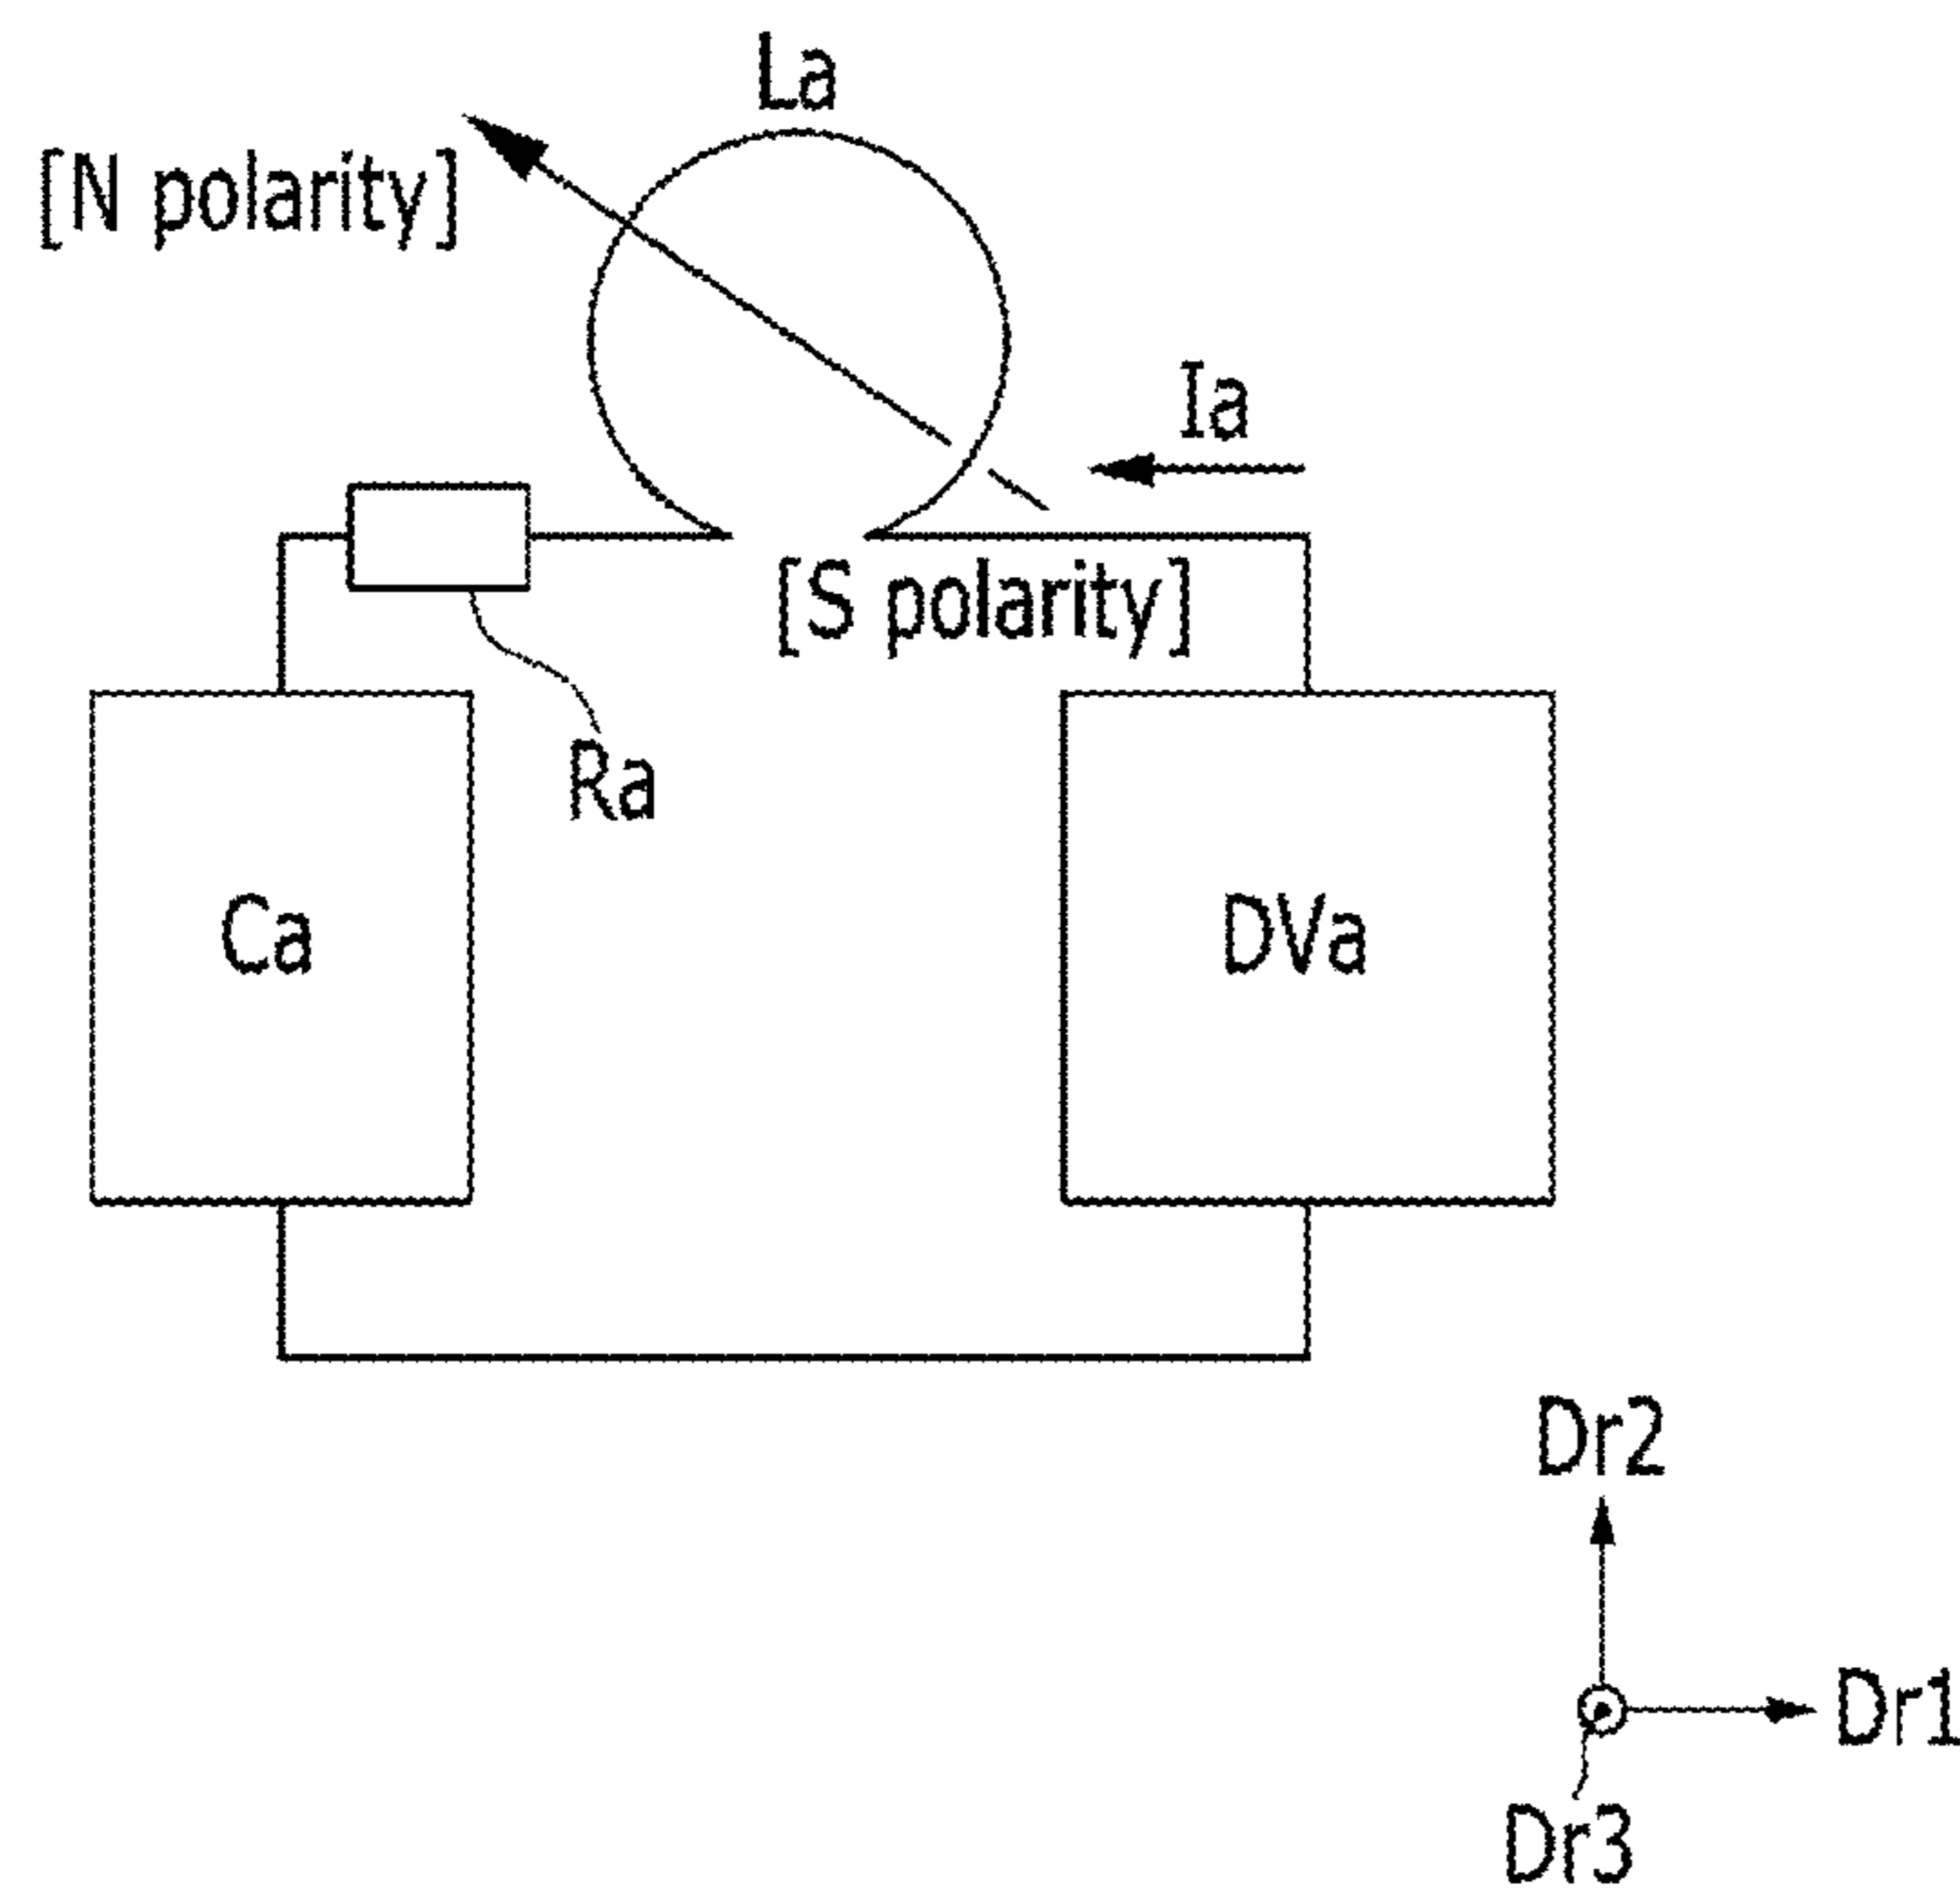 La
[N polarity]
Ia
[S polarity]
Ra
Ca
DVa
Dr2
Dr1
Dr3